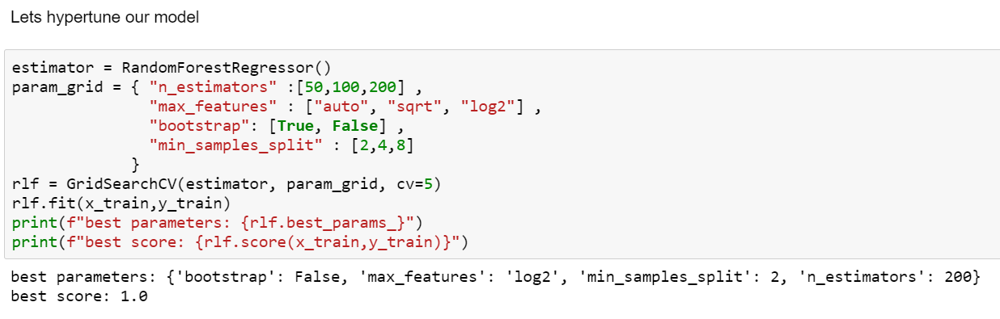 Lets hypertune our model
estimator = RandomForestRegressor()
param_grid = { "n_estimators" :[50,100,200] ,
"max_features" : ["auto", "sqrt", "log2"] ,
"bootstrap": [True, False] ,
"min_samples_split" : [2,4,8]
}
rlf = GridSearchCV(estimator, param_grid, cv=5)
rlf.fit(x_train,y_train)
print(f"best parameters: {rlf.best_params_}")
print(f"best score: {rlf.score(x_train,y_train)}")
best parameters: {'bootstrap': False, 'max_features': 'log2', 'min_samples_split': 2, 'n_estimators': 200}
best score: 1.0